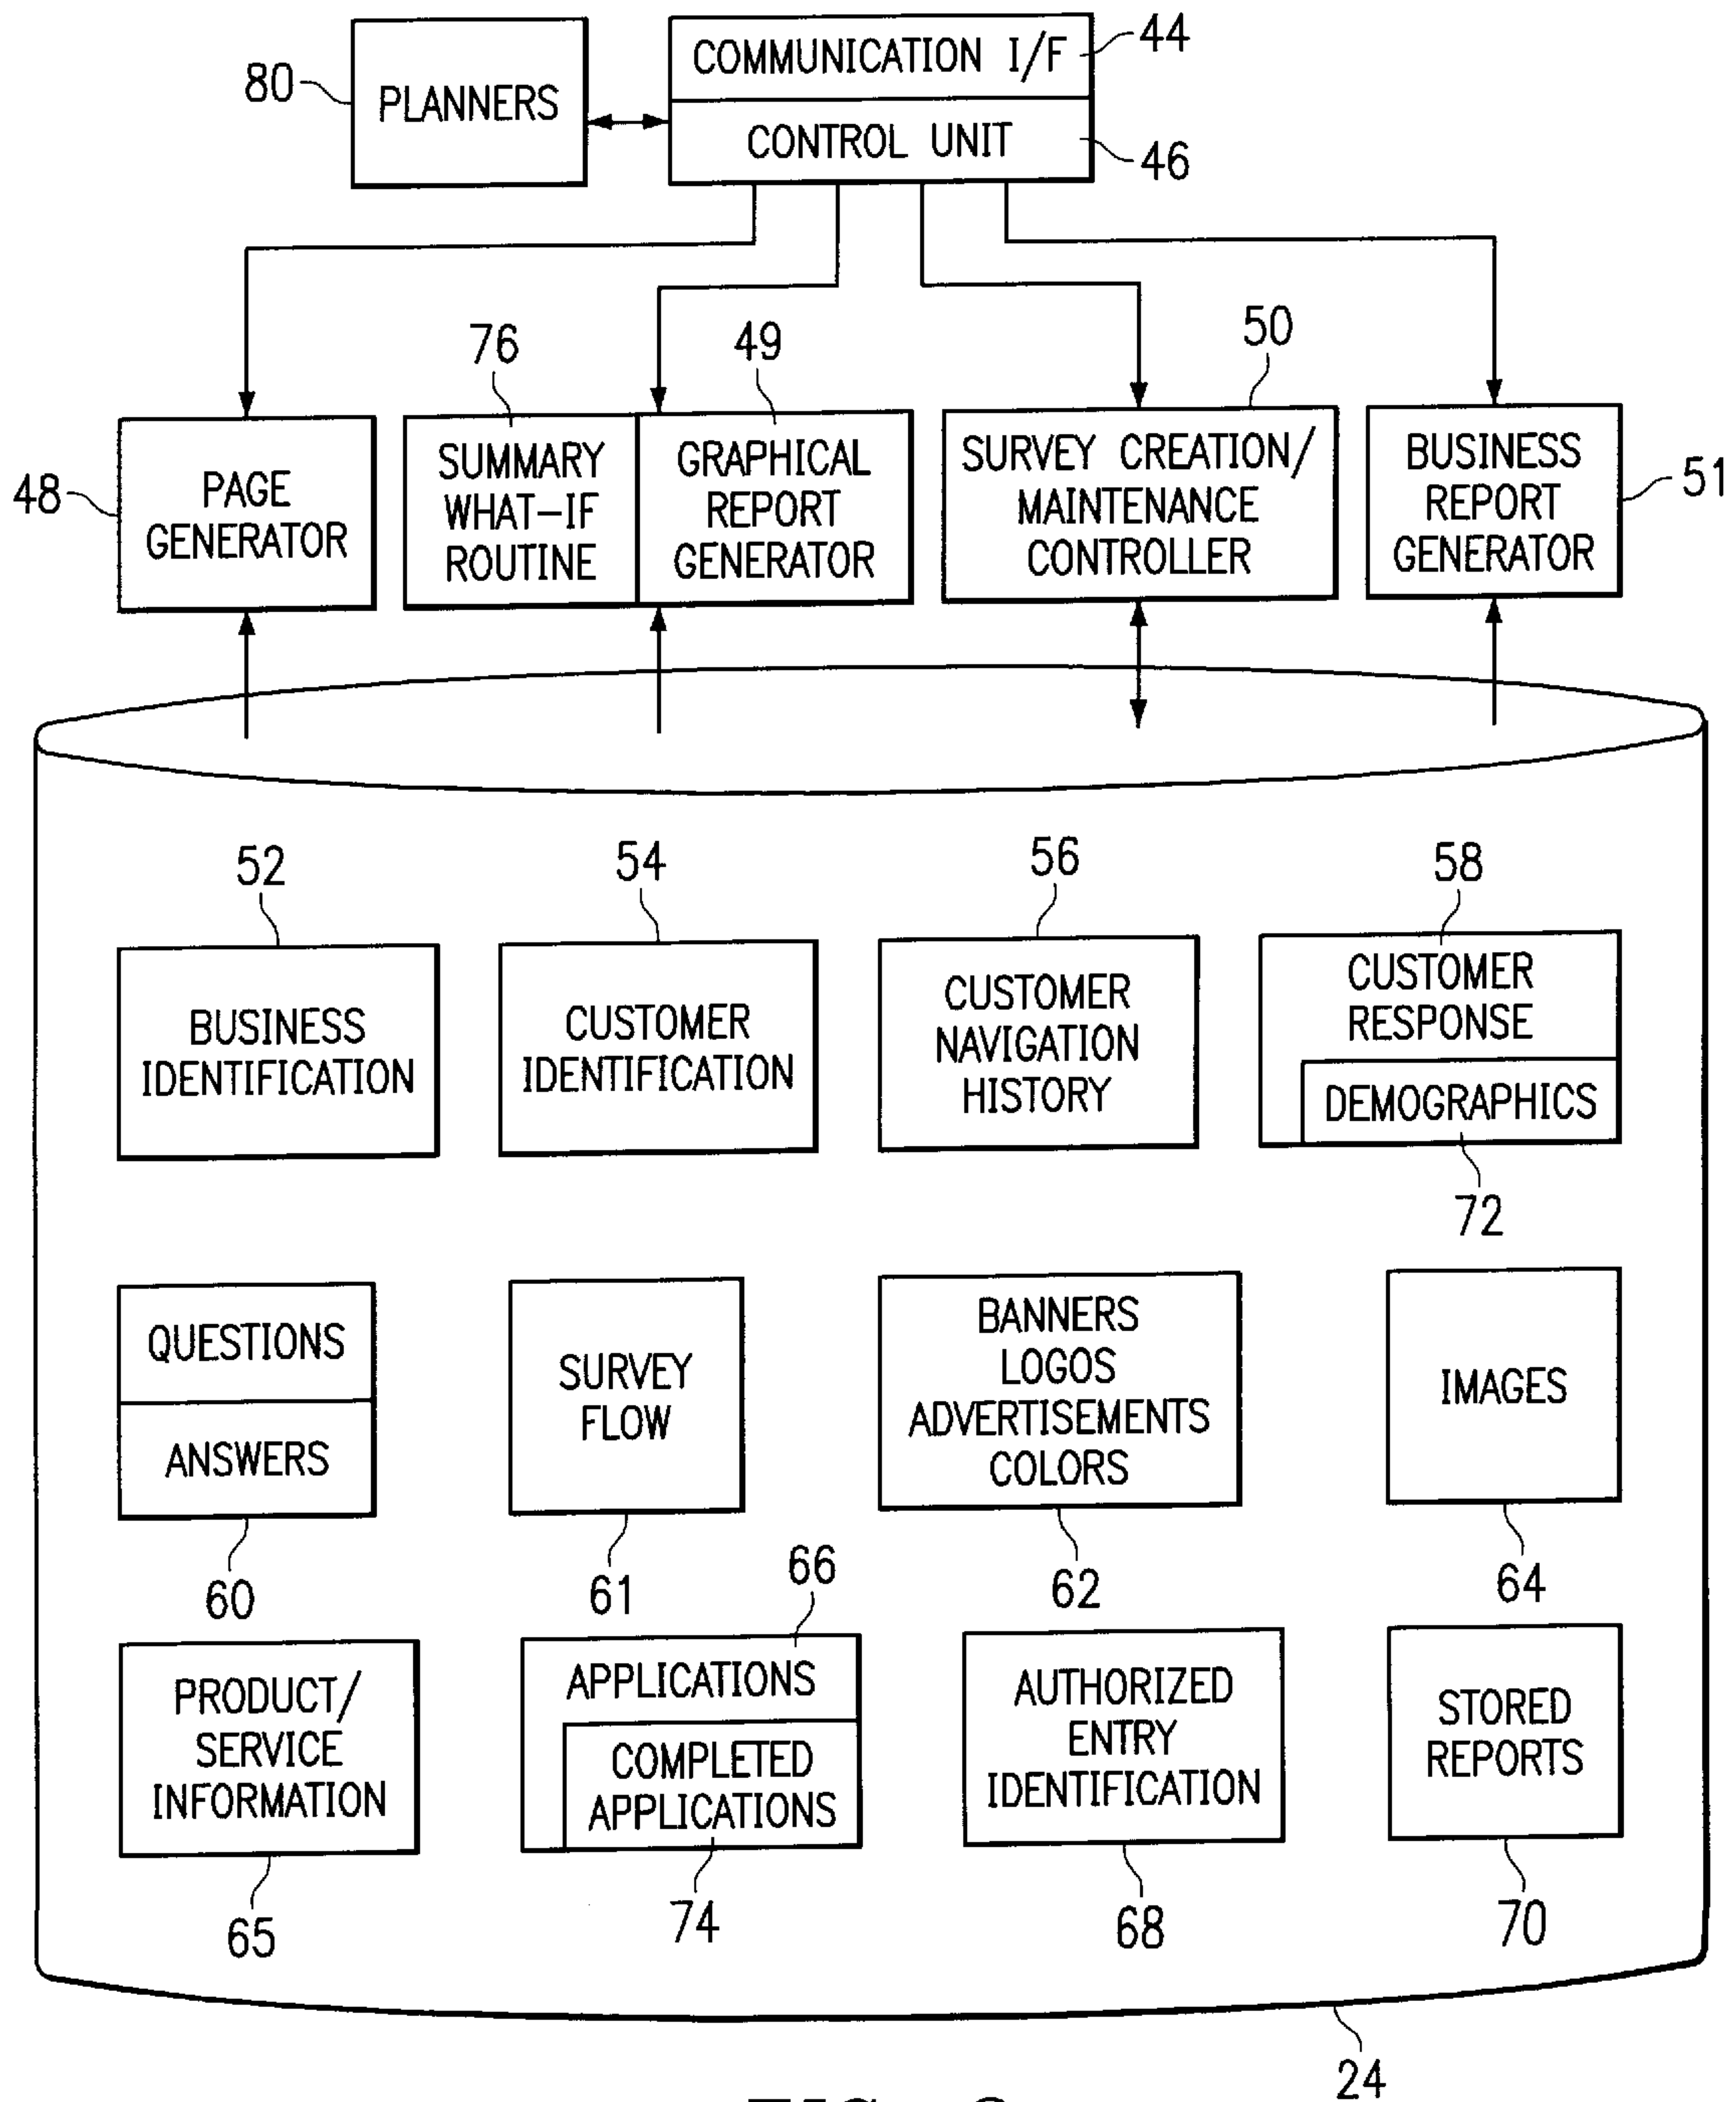 80
PLANNERS
COMMUNICATION I/F
44
CONTROL UNIT
46
76
49
50
48
PAGE
GENERATOR
SUMMARY
WHAT-IF
ROUTINE
GRAPHICAL
REPORT
GENERATOR
SURVEY CREATION/
MAINTENANCE
CONTROLLER
BUSINESS
REPORT
GENERATOR
51
52
54
56
58
BUSINESS
IDENTIFICATION
CUSTOMER
IDENTIFICATION
CUSTOMER
NAVIGATION
HISTORY
CUSTOMER
RESPONSE
DEMOGRAPHICS
72
QUESTIONS
ANSWERS
SURVEY
FLOW
BANNERS
LOGOS
ADVERTISEMENTS
COLORS
IMAGES
60
61
66
62
64
PRODUCT/
SERVICE
INFORMATION
APPLICATIONS
COMPLETED
APPLICATIONS
AUTHORIZED
ENTRY
IDENTIFICATION
STORED
REPORTS
65
74
68
70
24